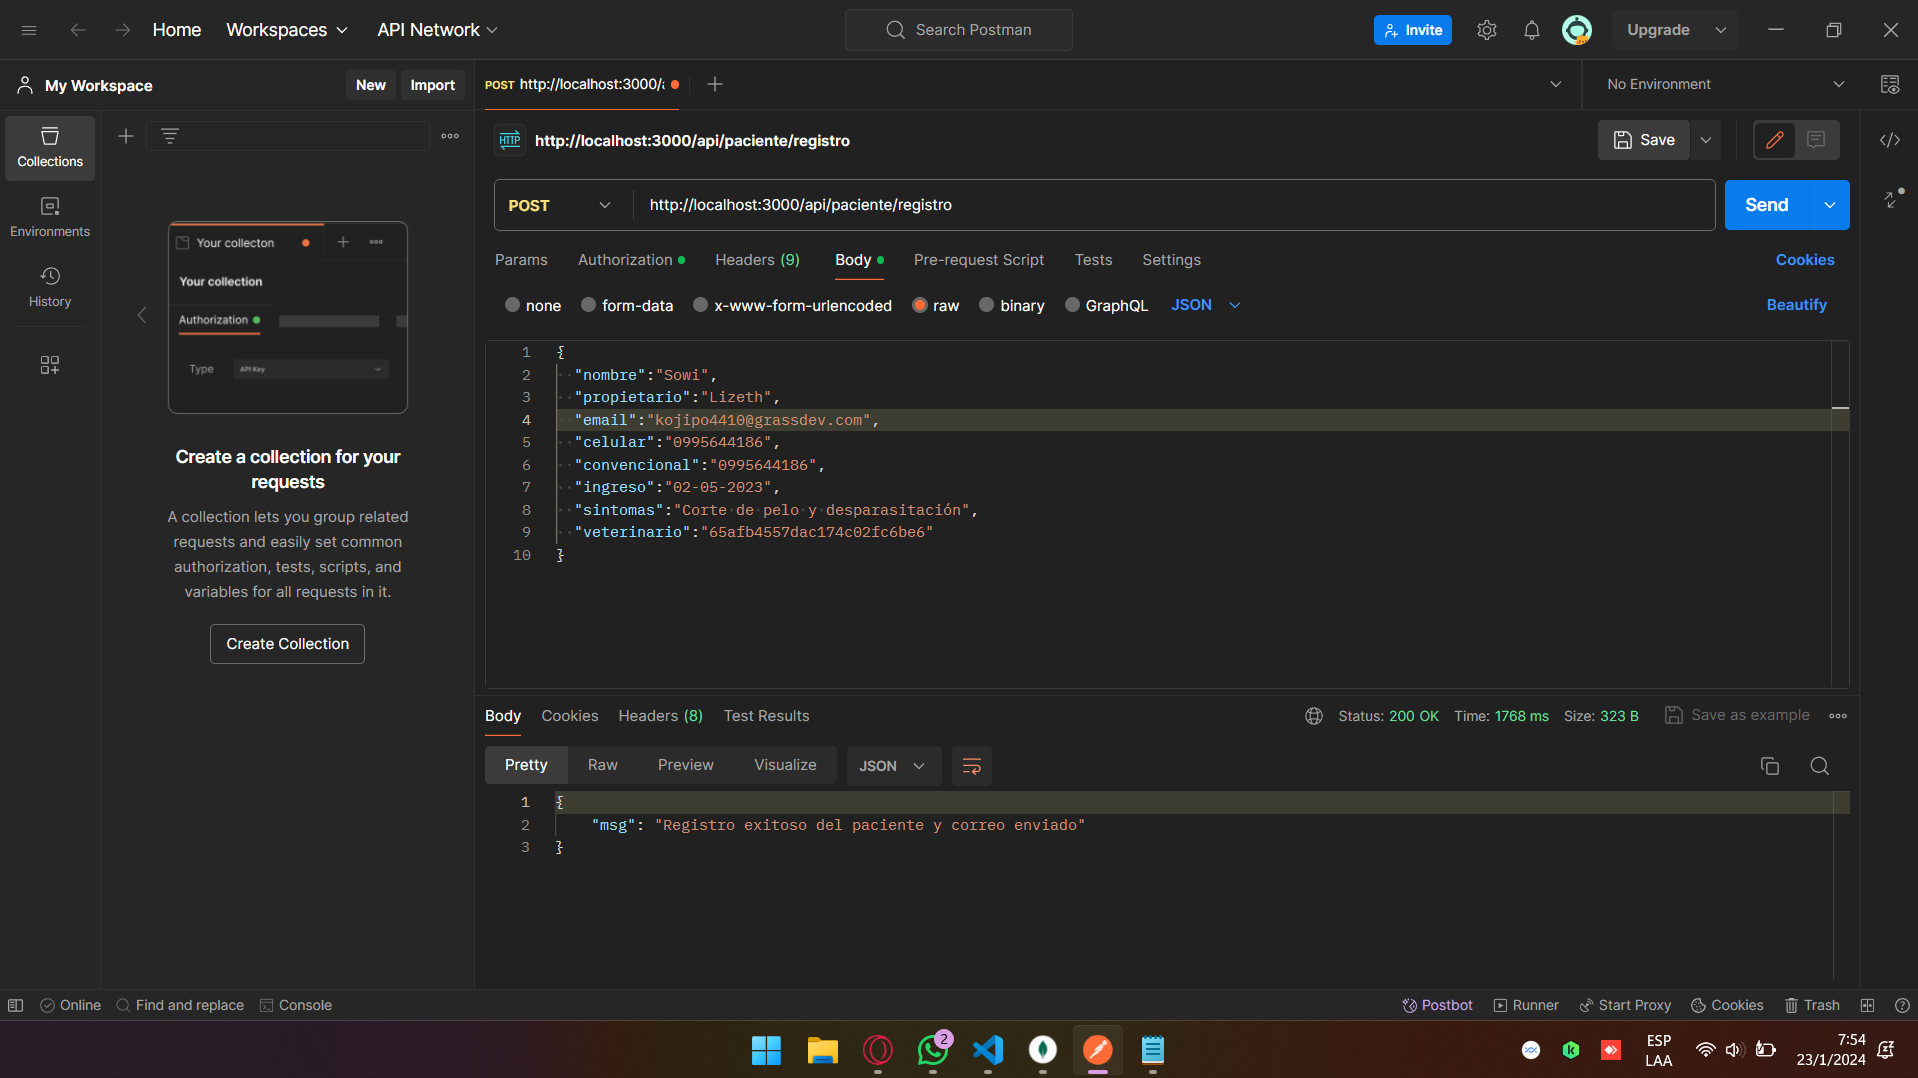 Home Workspaces API Network Search Postman Invite Upgrade
My Workspace New Import POST http://localhost:3000/a No Environment
Collections
Environments
History
Your collecton
Your collection
Authorization
Type API Key
Create a collection for your
requests
A collection lets you group related
requests and easily set common
authorization, tests, scripts, and
variables for all requests in it.
Create Collection
HTTP http://localhost:3000/api/paciente/registro Save
POST http://localhost:3000/api/paciente/registro Send
Params Authorization Headers (9) Body Pre-request Script Tests Settings Cookies
none form-data x-www-form-urlencoded raw binary GraphQL JSON Beautify
1 {
2 "nombre":"Sowi",
3 "propietario":"Lizeth",
4 "email":"kojipo4410@grassdev.com",
5 "celular":"0995644186",
6 "convencional":"0995644186",
7 "ingreso":"02-05-2023",
8 "sintomas":"Corte de pelo y desparasitación",
9 "veterinario":"65afb4557dac174c02fc6be6"
10 }
Body Cookies Headers (8) Test Results Status: 200 OK Time: 1768 ms Size: 323 B Save as example
Pretty Raw Preview Visualize JSON
1 {
2 "msg": "Registro exitoso del paciente y correo enviado"
3 }
Online Find and replace Console Postbot Runner Start Proxy Cookies Trash
2
ESP
LAA
7:54
23/1/2024